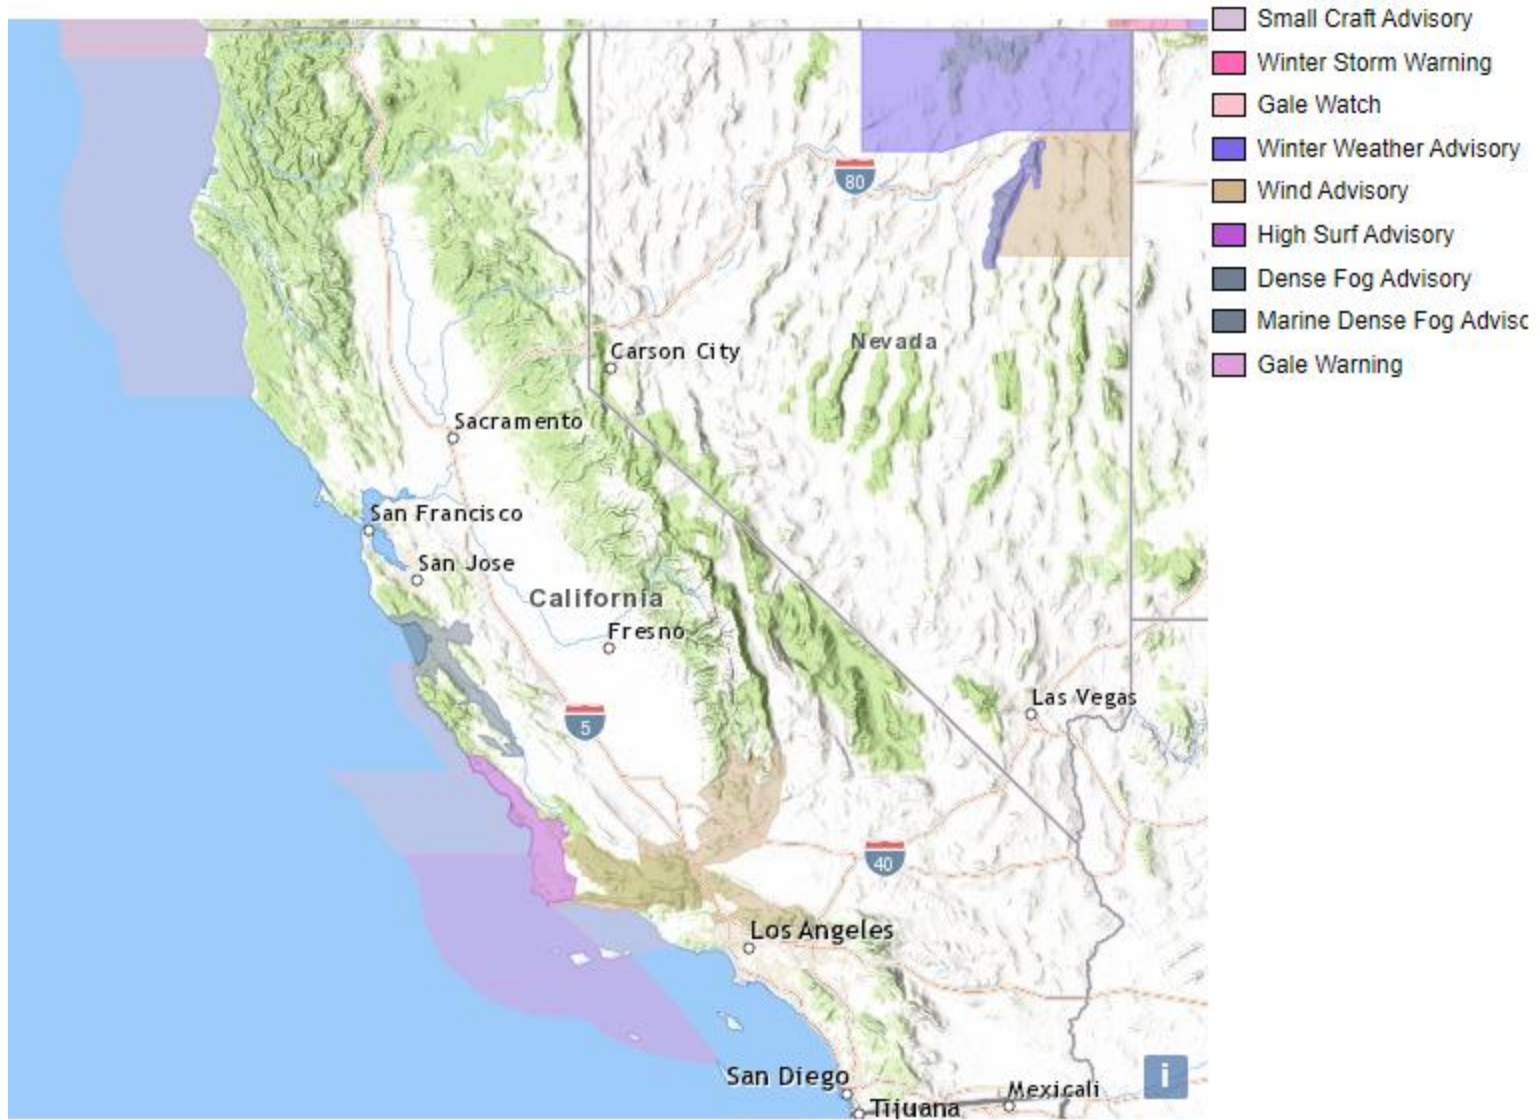 Small Craft Advisory
Winter Storm Warning
Gale Watch
Winter Weather Advisory
Wind Advisory
High Surf Advisory
Dense Fog Advisory
Marine Dense Fog Advisc
Gale Warning
80
Nevada
Carson City
Sacramento
San Francisco
San Jose
California
Fresno
Las Vegas
5
40
Los Angeles
San Diego
Mexicali
Tijuana
i